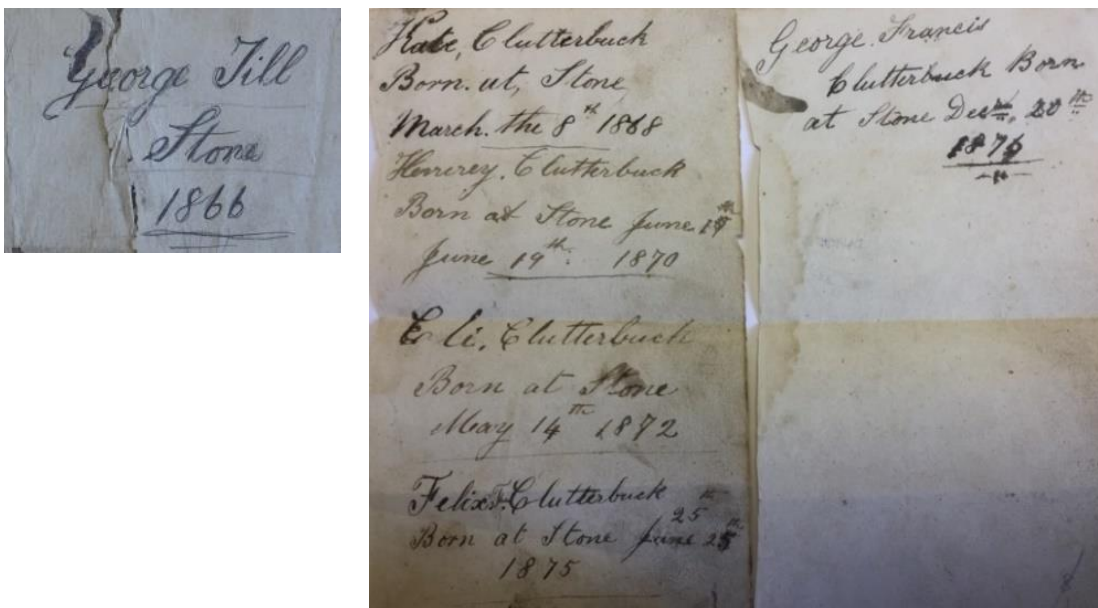 George Till
Stone
1866
Kate, Clutterbuck
Born. at, Stone
March. the 8th 1868
Henerey. Clutterbuck
Born at Stone June 19th
June 19th. 1870
Eli. Clutterbuck
Born at Stone
May 14th 1872
Felix F. Clutterbuck
25th
Born at Stone June 25th
1875
George. Francis
Clutterbuck Born
at Stone Dec. 20th
1876